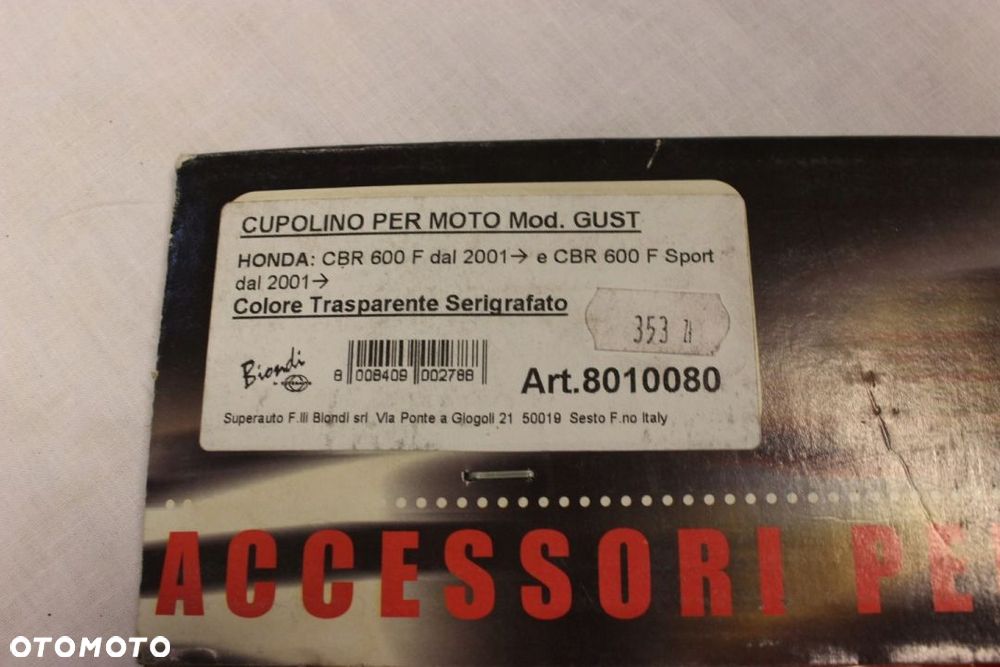 CUPOLINO PER MOTO Mod. GUST
HONDA: CBR 600 F dal 2001→ e CBR 600 F Sport
dal 2001→
Colore Trasparente Serigrafato
353 zł
Biondi
8 008409 002788
Art.8010080
Superauto F.lli Biondi srl Via Ponte a Giogoli 21 50019 Sesto F.no Italy
ACCESSORI PE
OTOMOTO